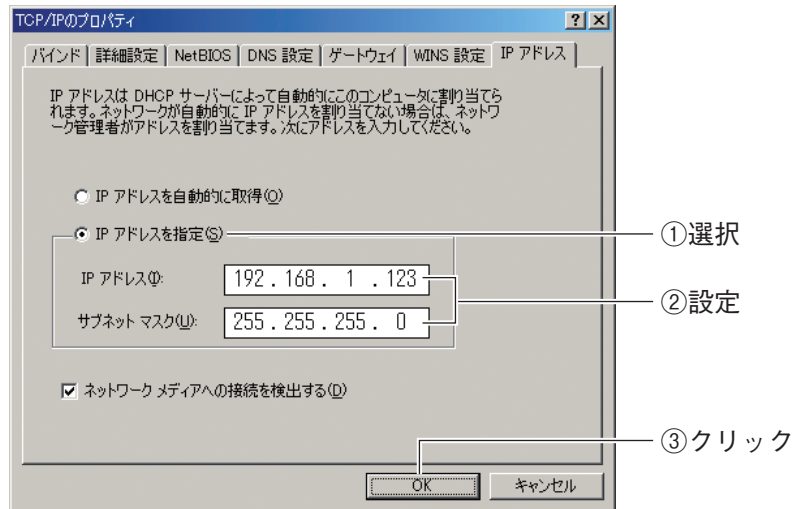 TCP/IPのプロパティ
バインド 詳細設定 NetBIOS DNS 設定 ゲートウェイ WINS 設定 IP アドレス
IP アドレスは DHCP サーバーによって自動的にこのコンピュータに割り当てら
れます。ネットワークが自動的に IP アドレスを割り当てない場合は、ネットワ
ーク管理者がアドレスを割り当てます。次にアドレスを入力してください。
IP アドレスを自動的に取得(O)
IP アドレスを指定(S)
①選択
IP アドレス(I):
192.168. 1 .123
②設定
サブネット マスク(U):
255.255.255. 0
ネットワーク メディアへの接続を検出する(D)
③クリック
OK
キャンセル